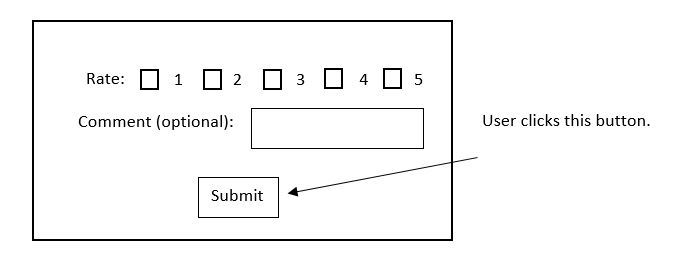 Rate: 1 2 3 4 5
Comment (optional):
User clicks this button.
Submit